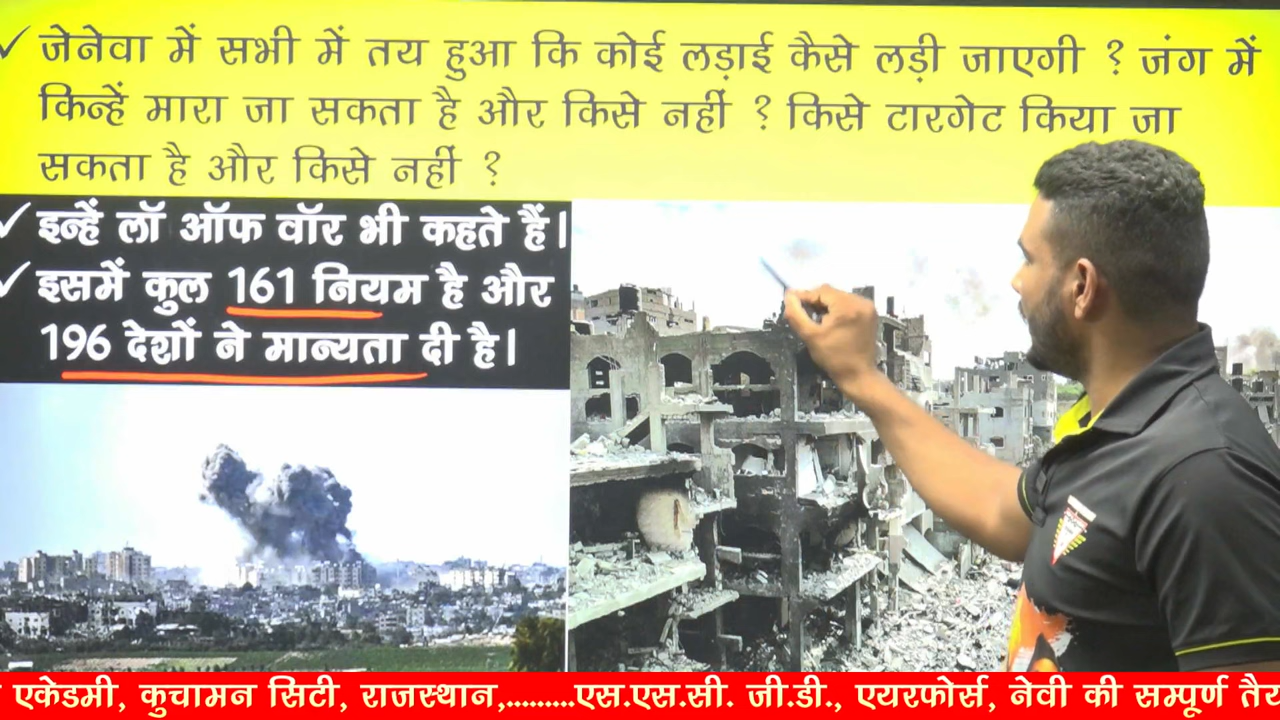 ✓ जेनेवा में सभी में तय हुआ कि कोई लड़ाई कैसे लड़ी जाएगी ? जंग में
किन्हें मारा जा सकता है और किसे नहीं ? किसे टारगेट किया जा
सकता है और किसे नहीं ?
✓ इन्हें लॉ ऑफ वॉर भी कहते हैं।
✓ इसमें कुल 161 नियम है और
196 देशों ने मान्यता दी है।
एकेडमी, कुचामन सिटी, राजस्थान,..........एस.एस.सी. जी.डी., एयरफोर्स, नेवी की सम्पूर्ण